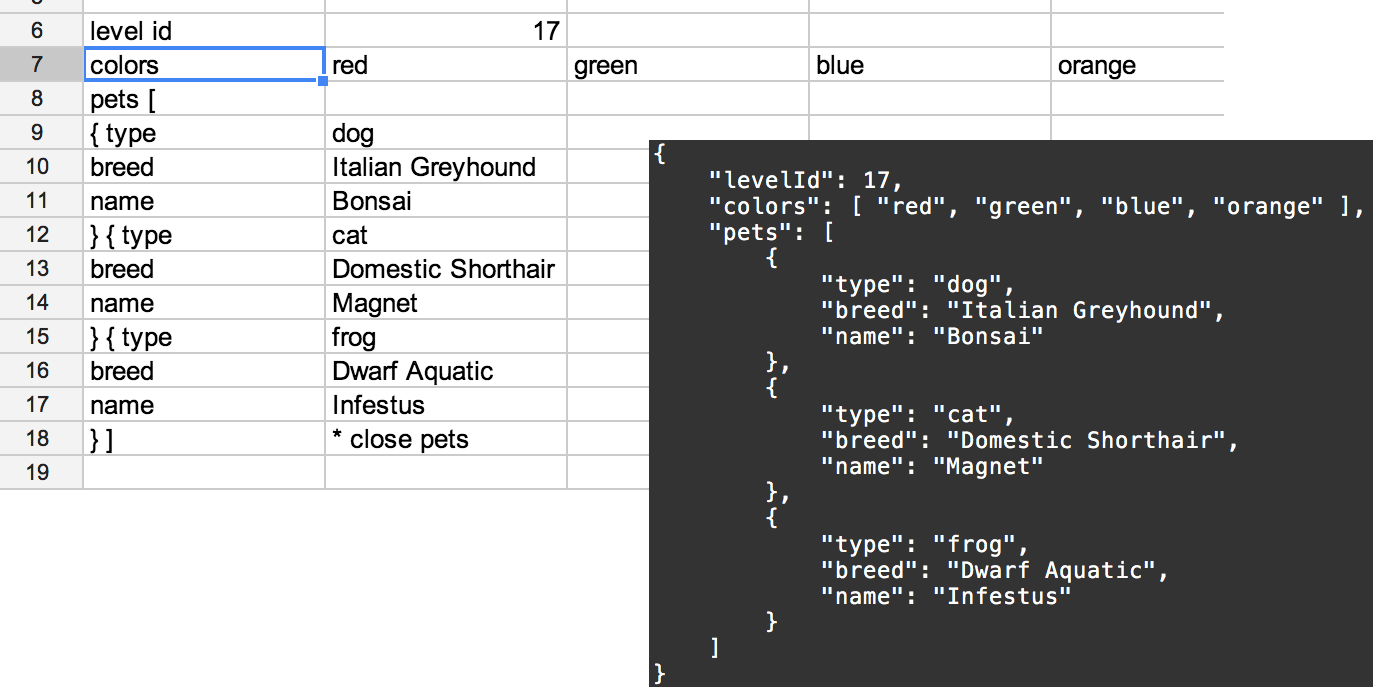 6 level id 17
7 colors red green blue orange
8 pets [
9 { type dog
10 breed Italian Greyhound
11 name Bonsai
12 } { type cat
13 breed Domestic Shorthair
14 name Magnet
15 } { type frog
16 breed Dwarf Aquatic
17 name Infestus
18 } ] * close pets
19
{
"levelId": 17,
"colors": [ "red", "green", "blue", "orange" ],
"pets": [
{
"type": "dog",
"breed": "Italian Greyhound",
"name": "Bonsai"
},
{
"type": "cat",
"breed": "Domestic Shorthair",
"name": "Magnet"
},
{
"type": "frog",
"breed": "Dwarf Aquatic",
"name": "Infestus"
}
]
}